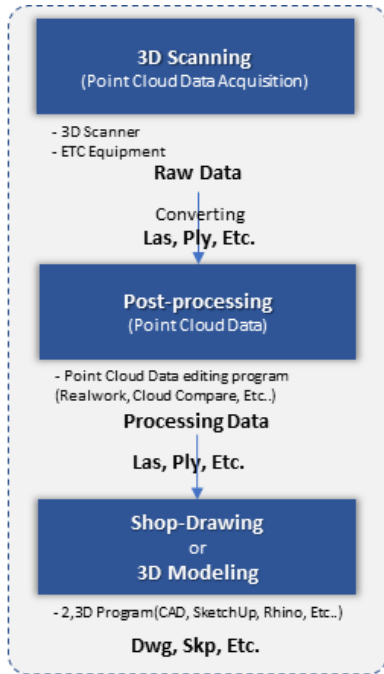 3D Scanning
(Point Cloud Data Acquisition)
- 3D Scanner
- ETC Equipment
Raw Data
Converting
Las, Ply, Etc.
Post-processing
(Point Cloud Data)
- Point Cloud Data editing program
(Realwork, Cloud Compare, Etc..)
Processing Data
Las, Ply, Etc.
Shop-Drawing
or
3D Modeling
- 2,3D Program(CAD, SketchUp, Rhino, Etc..)
Dwg, Skp, Etc.